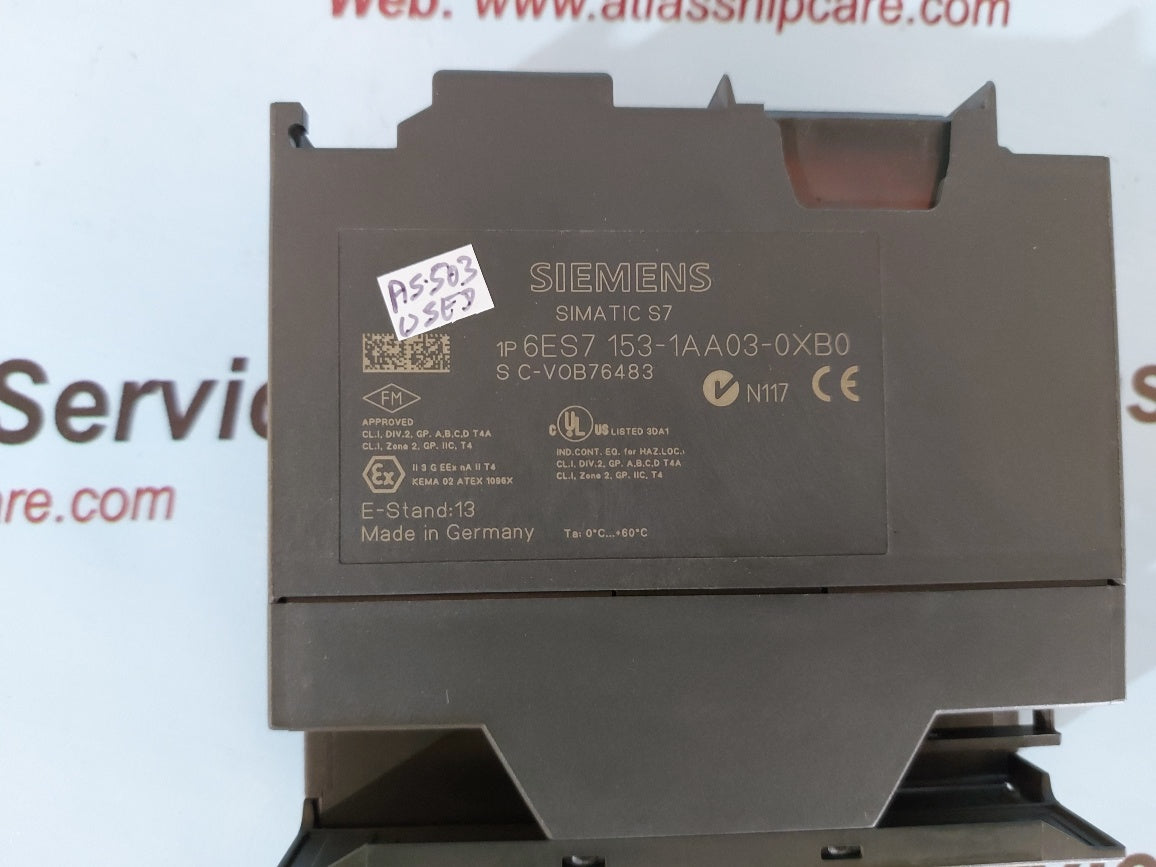 Web: www.atlasshipcare.com
AS-503
USED
SIEMENS
SIMATIC S7
1P 6ES7 153-1AA03-0XB0
S C-V0B76483
N117 CE
FM
APPROVED
CL.I, DIV.2, GP. A,B,C,D T4A
CL.I, Zone 2, GP. IIC, T4
C UL US LISTED 3DA1
IND.CONT. EQ. for HAZ.LOC.:
CL.I, DIV.2, GP. A,B,C,D T4A
CL.I, Zone 2, GP. IIC, T4
Ex II 3 G EEx nA II T4
KEMA 02 ATEX 1096X
E-Stand:13
Made in Germany Ta: 0°C...+60°C
Servic
re.com
S